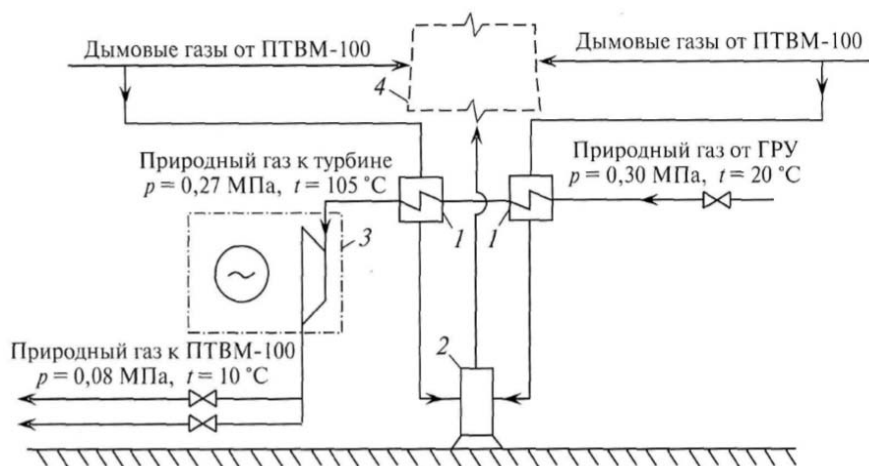 Дымовые газы от ПТВМ-100
Дымовые газы от ПТВМ-100
4
Природный газ к турбине
p = 0,27 МПа, t = 105 °C
Природный газ от ГРУ
p = 0,30 МПа, t = 20 °C
1
1
3
~
Природный газ к ПТВМ-100
p = 0,08 МПа, t = 10 °C
2